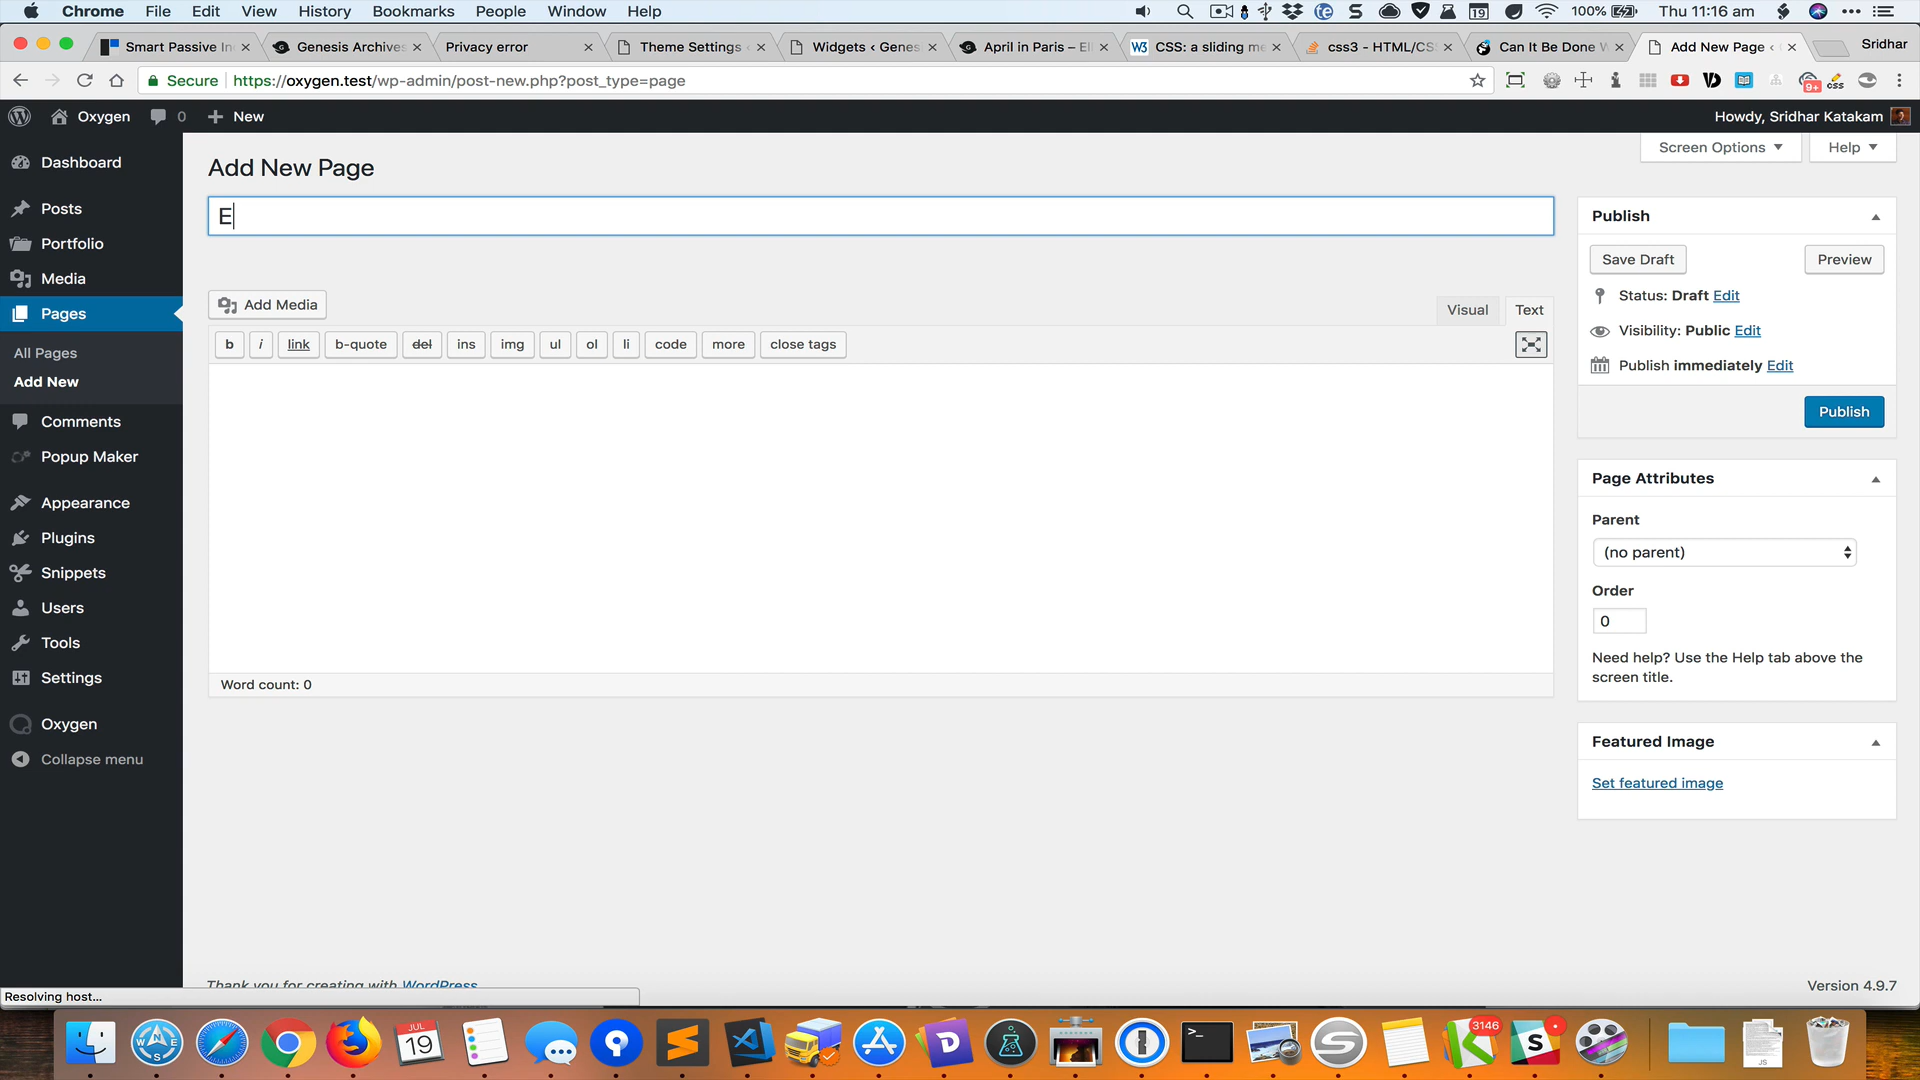 Chrome File Edit View History Bookmarks People Window Help 100% Thu 11:16 am
Smart Passive In Genesis Archives Privacy error Theme Settings ‹ Widgets ‹ Genes April in Paris – El CSS: a sliding me css3 - HTML/CS Can It Be Done W Add New Page ‹ Sridhar
Secure https://oxygen.test/wp-admin/post-new.php?post_type=page 9+ css
Oxygen 0 New Howdy, Sridhar Katakam
Screen Options Help
Dashboard
Posts
Portfolio
Media
Pages
All Pages
Add New
Comments
Popup Maker
Appearance
Plugins
Snippets
Users
Tools
Settings
Oxygen
Collapse menu
Add New Page
E
Add Media Visual Text
b i link b-quote del ins img ul ol li code more close tags
Word count: 0
Publish
Save Draft Preview
Status: Draft Edit
Visibility: Public Edit
Publish immediately Edit
Publish
Page Attributes
Parent
(no parent)
Order
0
Need help? Use the Help tab above the
screen title.
Featured Image
Set featured image
Thank you for creating with WordPress Version 4.9.7
Resolving host...
JUL
19
3146
JS